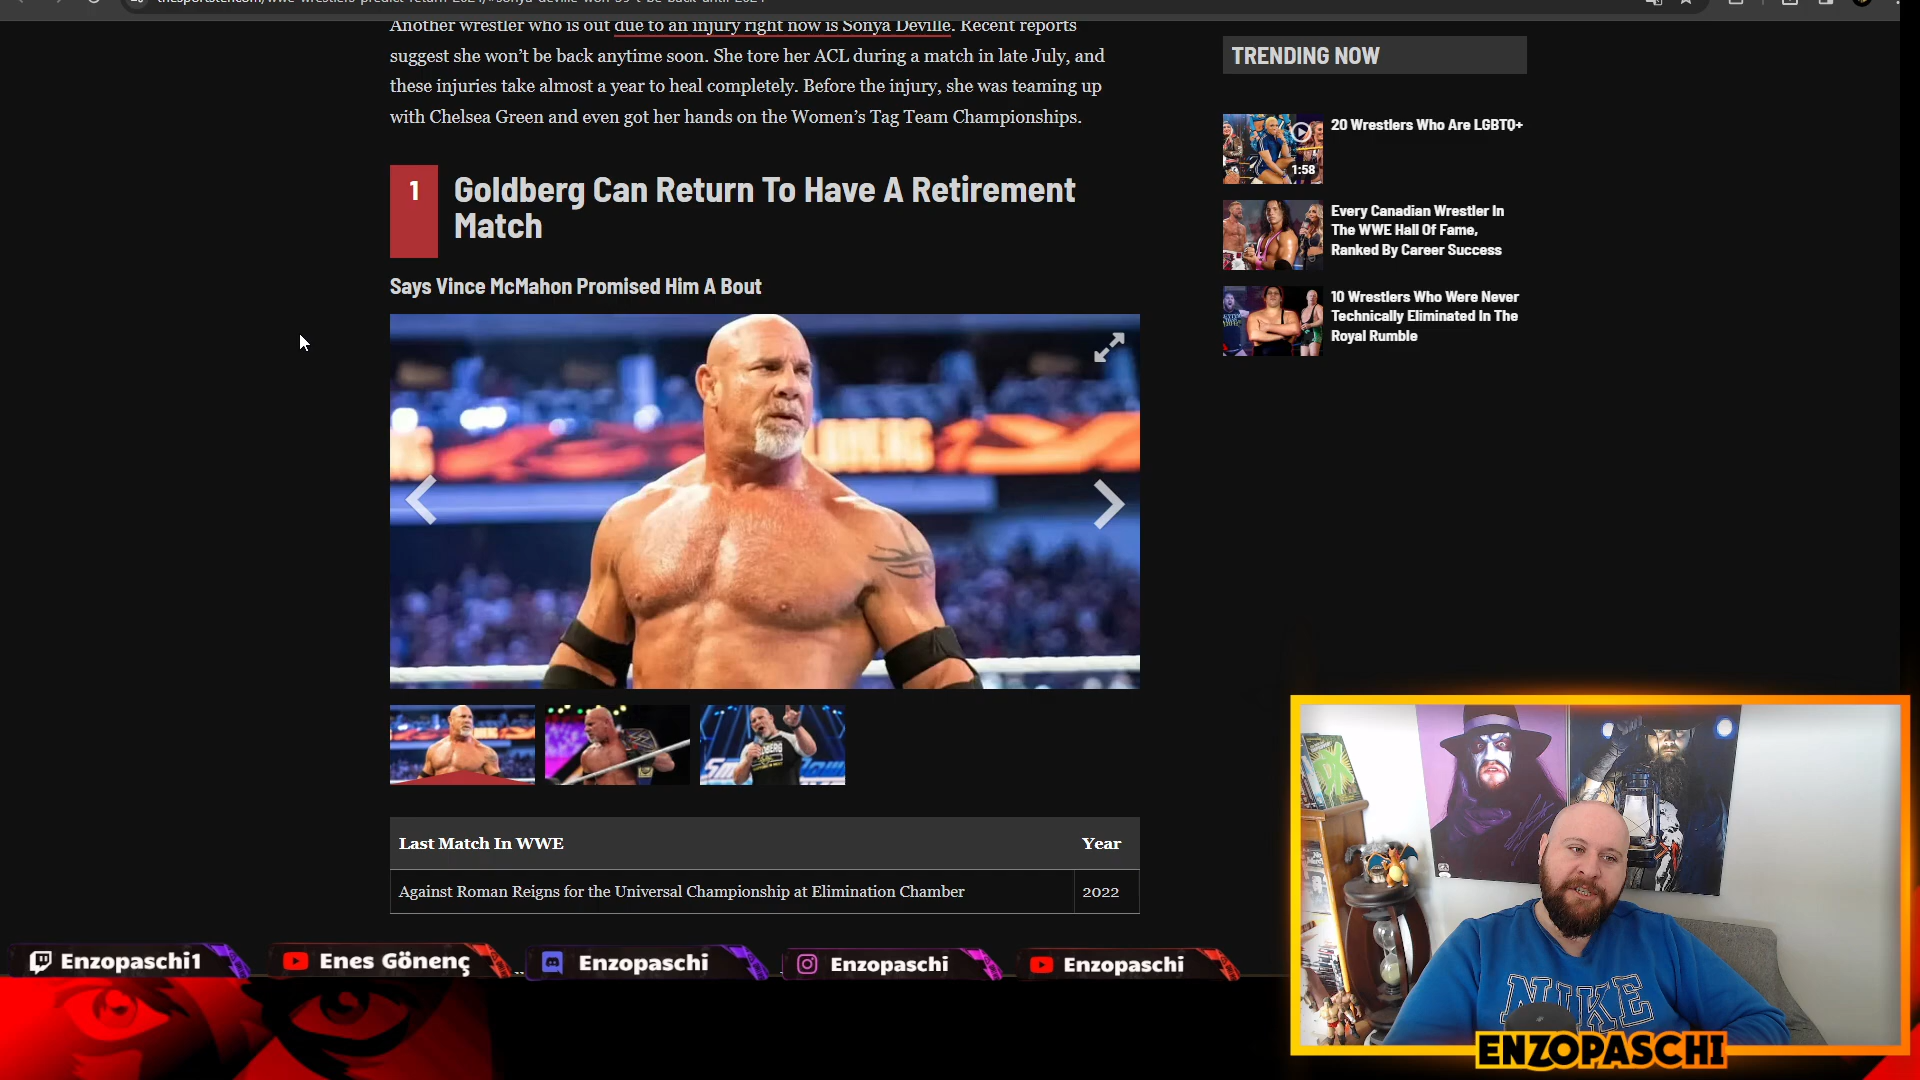 Another wrestler who is out due to an injury right now is Sonya Deville. Recent reports
suggest she won't be back anytime soon. She tore her ACL during a match in late July, and
these injuries take almost a year to heal completely. Before the injury, she was teaming up
with Chelsea Green and even got her hands on the Women's Tag Team Championships.
1
Goldberg Can Return To Have A Retirement
Match
Says Vince McMahon Promised Him A Bout
Last Match In WWE Year
Against Roman Reigns for the Universal Championship at Elimination Chamber 2022
TRENDING NOW
1:58
20 Wrestlers Who Are LGBTQ+
Every Canadian Wrestler In
The WWE Hall Of Fame,
Ranked By Career Success
10 Wrestlers Who Were Never
Technically Eliminated In The
Royal Rumble
Enzopaschi1
Enes Gönenç
Enzopaschi
Enzopaschi
Enzopaschi
NIKE
ENZOPASCHI